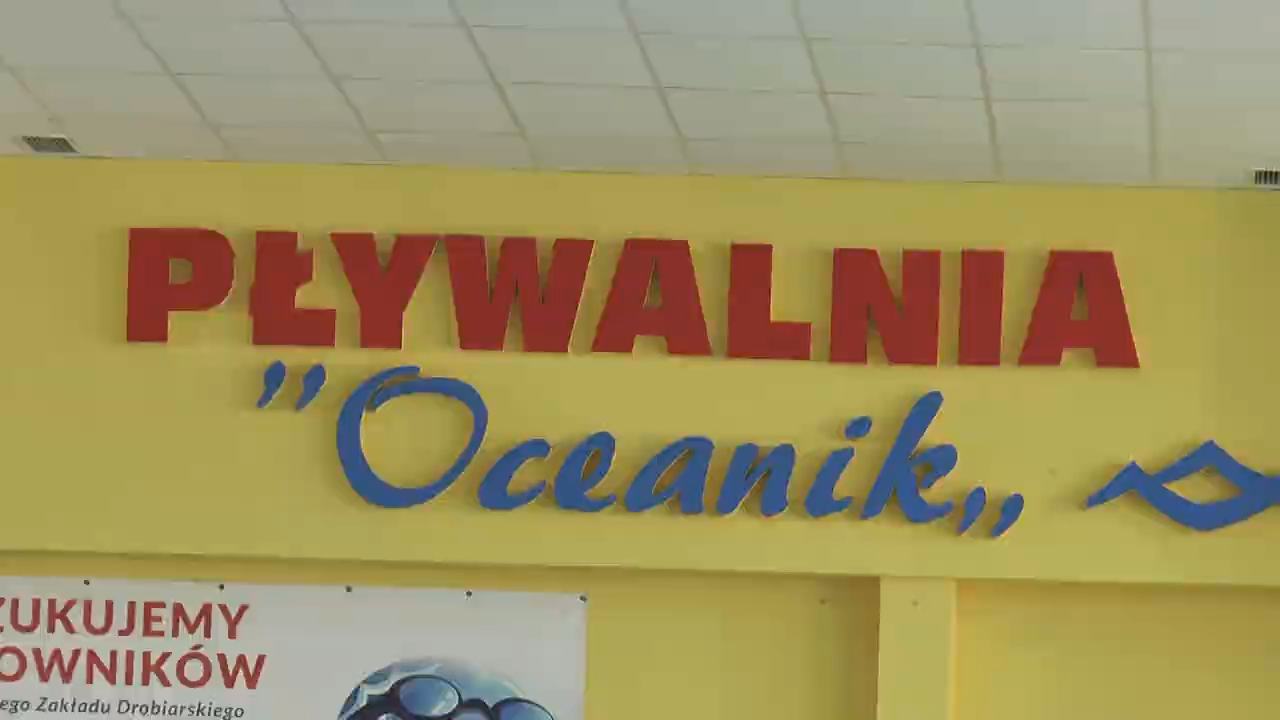 PŁYWALNIA
"Oceanik„
ZUKUJEMY
OWNIKÓW
ego Zakładu Drobiarskiego